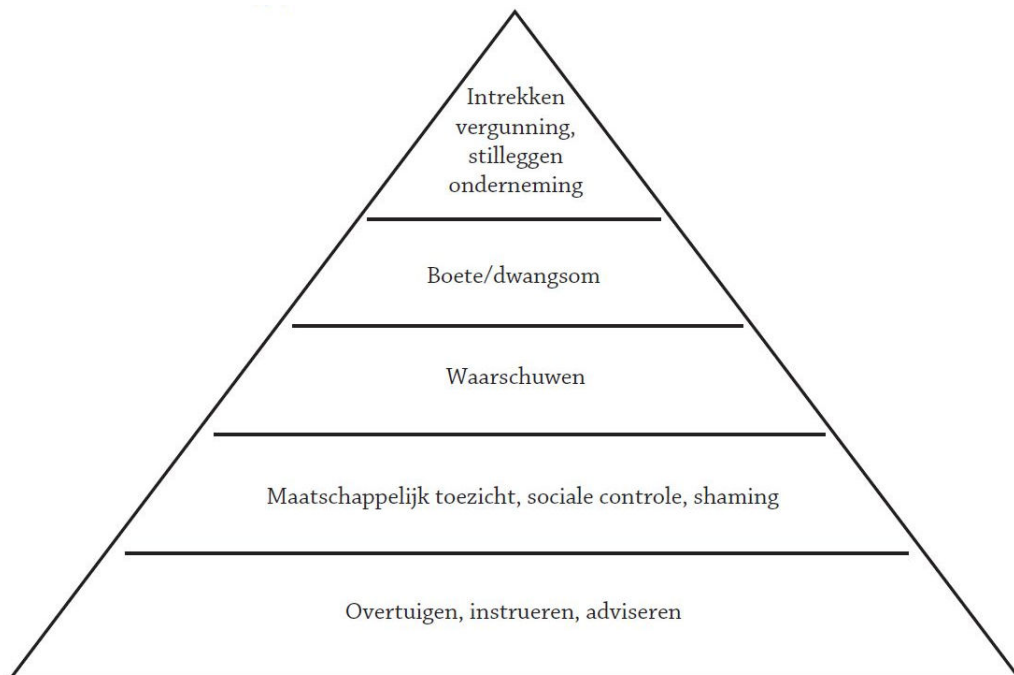 Intrekken
vergunning,
stilleggen
onderneming
Boete/dwangsom
Waarschuwen
Maatschappelijk toezicht, sociale controle, shaming
Overtuigen, instrueren, adviseren